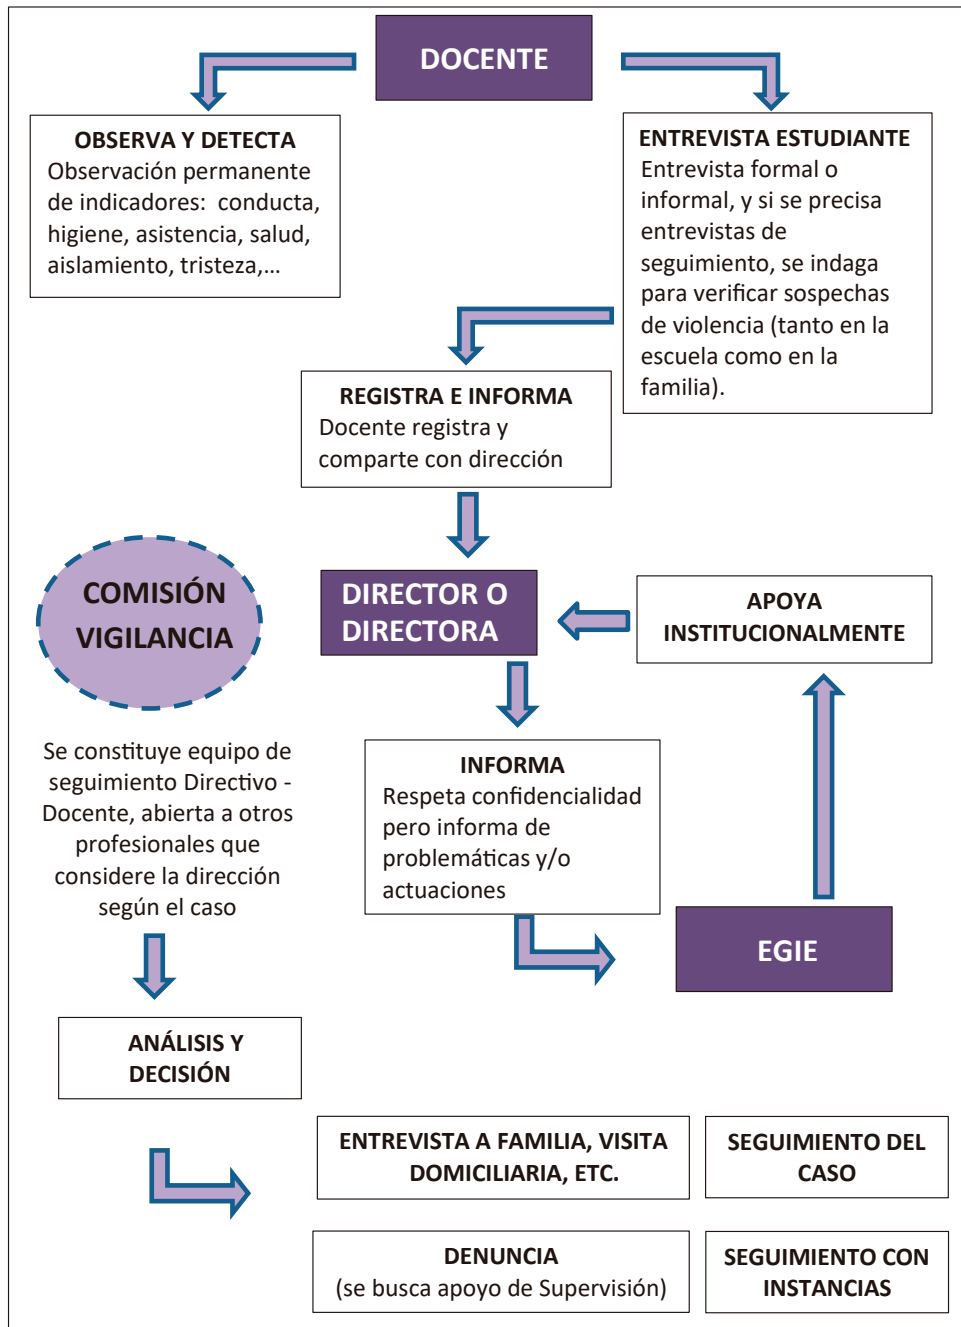 DOCENTE
OBSERVA Y DETECTA
Observación permanente
de indicadores: conducta,
higiene, asistencia, salud,
aislamiento, tristeza,...
ENTREVISTA ESTUDIANTE
Entrevista formal o
informal, y si se precisa
entrevistas de
seguimiento, se indaga
para verificar sospechas
de violencia (tanto en la
escuela como en la
familia).
REGISTRA E INFORMA
Docente registra y
comparte con dirección
COMISIÓN
VIGILANCIA
DIRECTOR O
DIRECTORA
APOYA
INSTITUCIONALMENTE
Se constituye equipo de
seguimiento Directivo -
Docente, abierta a otros
profesionales que
considere la dirección
según el caso
INFORMA
Respeta confidencialidad
pero informa de
problemáticas y/o
actuaciones
EGIE
ANÁLISIS Y
DECISIÓN
ENTREVISTA A FAMILIA, VISITA
DOMICILIARIA, ETC.
SEGUIMIENTO DEL
CASO
DENUNCIA
(se busca apoyo de Supervisión)
SEGUIMIENTO CON
INSTANCIAS